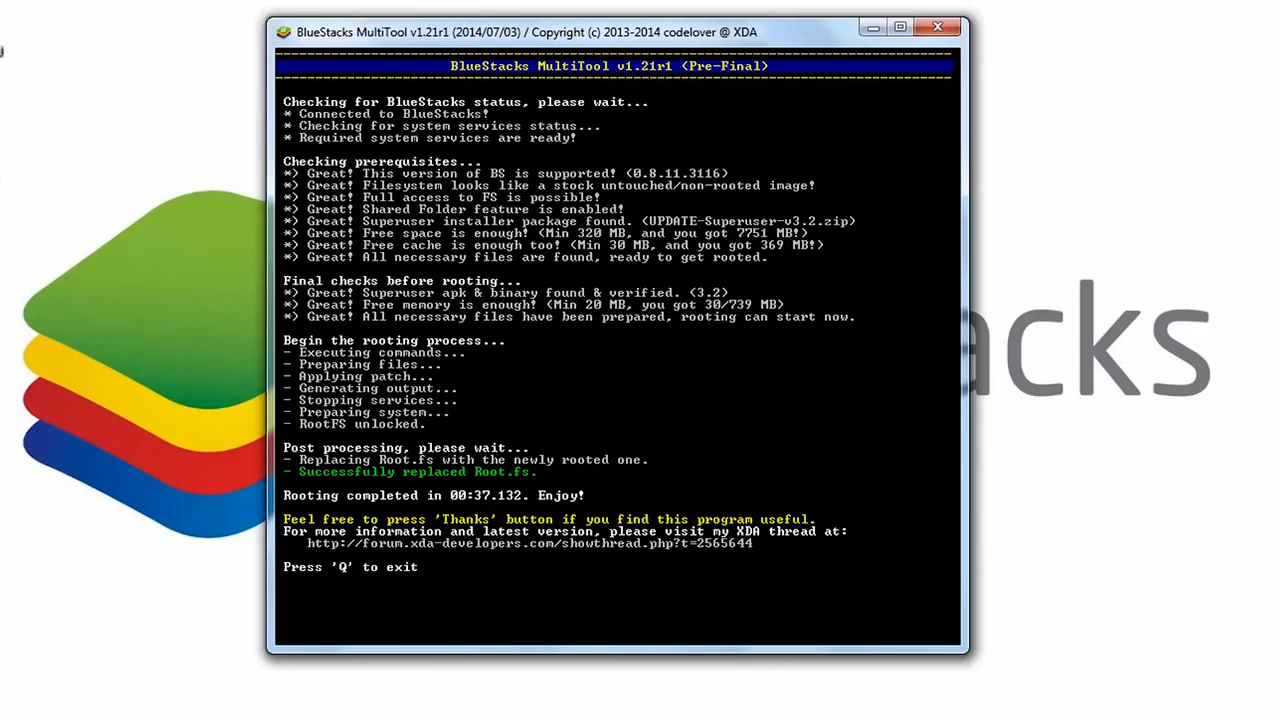 BlueStacks MultiTool v1.21r1 (2014/07/03) / Copyright (c) 2013-2014 codelover @ XDA
BlueStacks MultiTool v1.21r1 (Pre-Final)
Checking for BlueStacks status, please wait...
* Connected to BlueStacks!
* Checking for system services status...
* Required system services are ready!
Checking prerequisites...
*) Great! This version of BS is supported! (0.8.11.3116)
*) Great! Filesystem looks like a stock untouched/non-rooted image!
*) Great! Full access to FS is possible!
*) Great! Shared Folder feature is enabled!
*) Great! Superuser installer package found. (UPDATE-Superuser-v3.2.zip)
*) Great! Free space is enough! (Min 320 MB, and you got 7751 MB!)
*) Great! Free cache is enough too! (Min 30 MB, and you got 369 MB!)
*) Great! All necessary files are found, ready to get rooted.
Final checks before rooting...
*) Great! Superuser apk & binary found & verified. (3.2)
*) Great! Free memory is enough! (Min 20 MB, you got 30/739 MB)
*) Great! All necessary files have been prepared, rooting can start now.
Begin the rooting process...
- Executing commands...
- Preparing files...
- Applying patch...
- Generating output...
- Stopping services...
- Preparing system...
- RootFS unlocked.
Post processing, please wait...
- Replacing Root.fs with the newly rooted one.
- Successfully replaced Root.fs.
Rooting completed in 00:37.132. Enjoy!
Feel free to press 'Thanks' button if you find this program useful.
For more information and latest version, please visit my XDA thread at:
http://forum.xda-developers.com/showthread.php?t=2565644
Press 'Q' to exit
acks